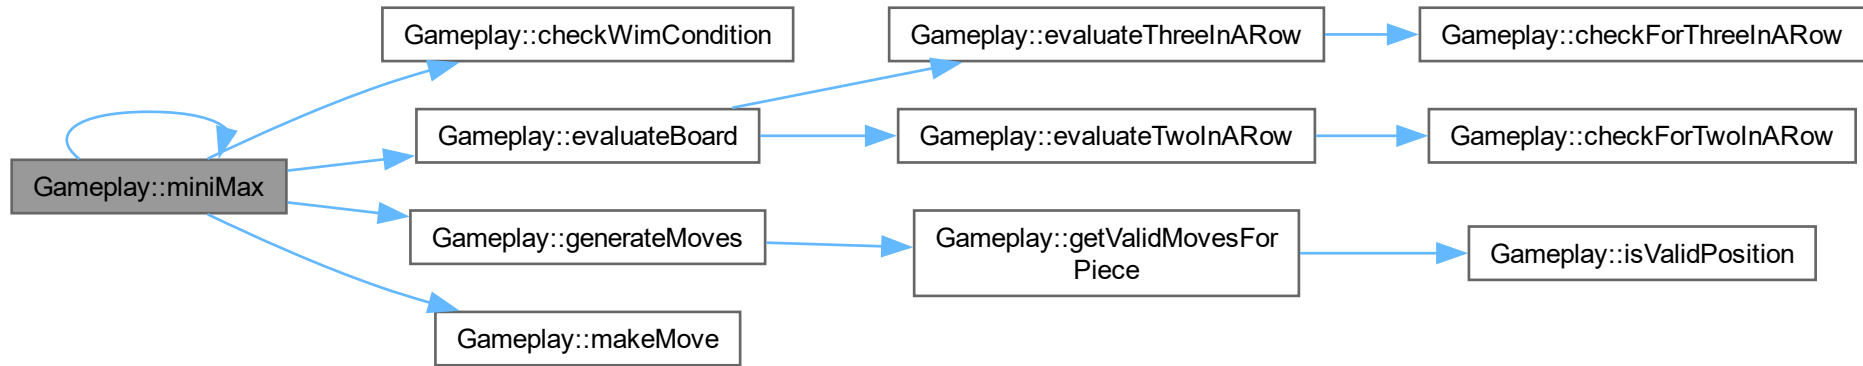 Gameplay::miniMax
Gameplay::checkWimCondition
Gameplay::evaluateBoard
Gameplay::evaluateThreeInARow
Gameplay::checkForThreeInARow
Gameplay::evaluateTwoInARow
Gameplay::checkForTwoInARow
Gameplay::generateMoves
Gameplay::getValidMovesFor
Piece
Gameplay::isValidPosition
Gameplay::makeMove